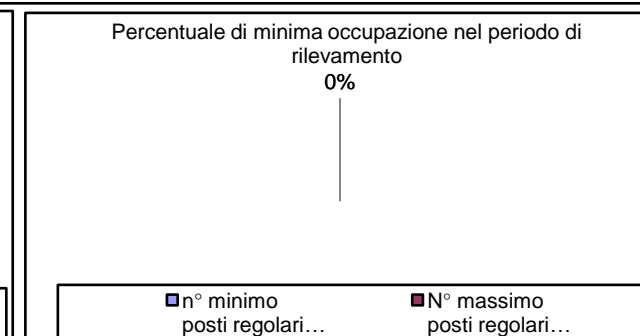 Percentuale di minima occupazione nel periodo di
rilevamento
0%
n° minimo
posti regolari…
N° massimo
posti regolari…